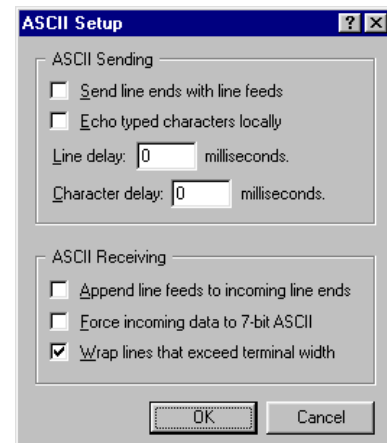 ASCII Setup
ASCII Sending
Send line ends with line feeds
Echo typed characters locally
Line delay: 0 milliseconds.
Character delay: 0 milliseconds.
ASCII Receiving
Append line feeds to incoming line ends
Force incoming data to 7-bit ASCII
Wrap lines that exceed terminal width
OK Cancel